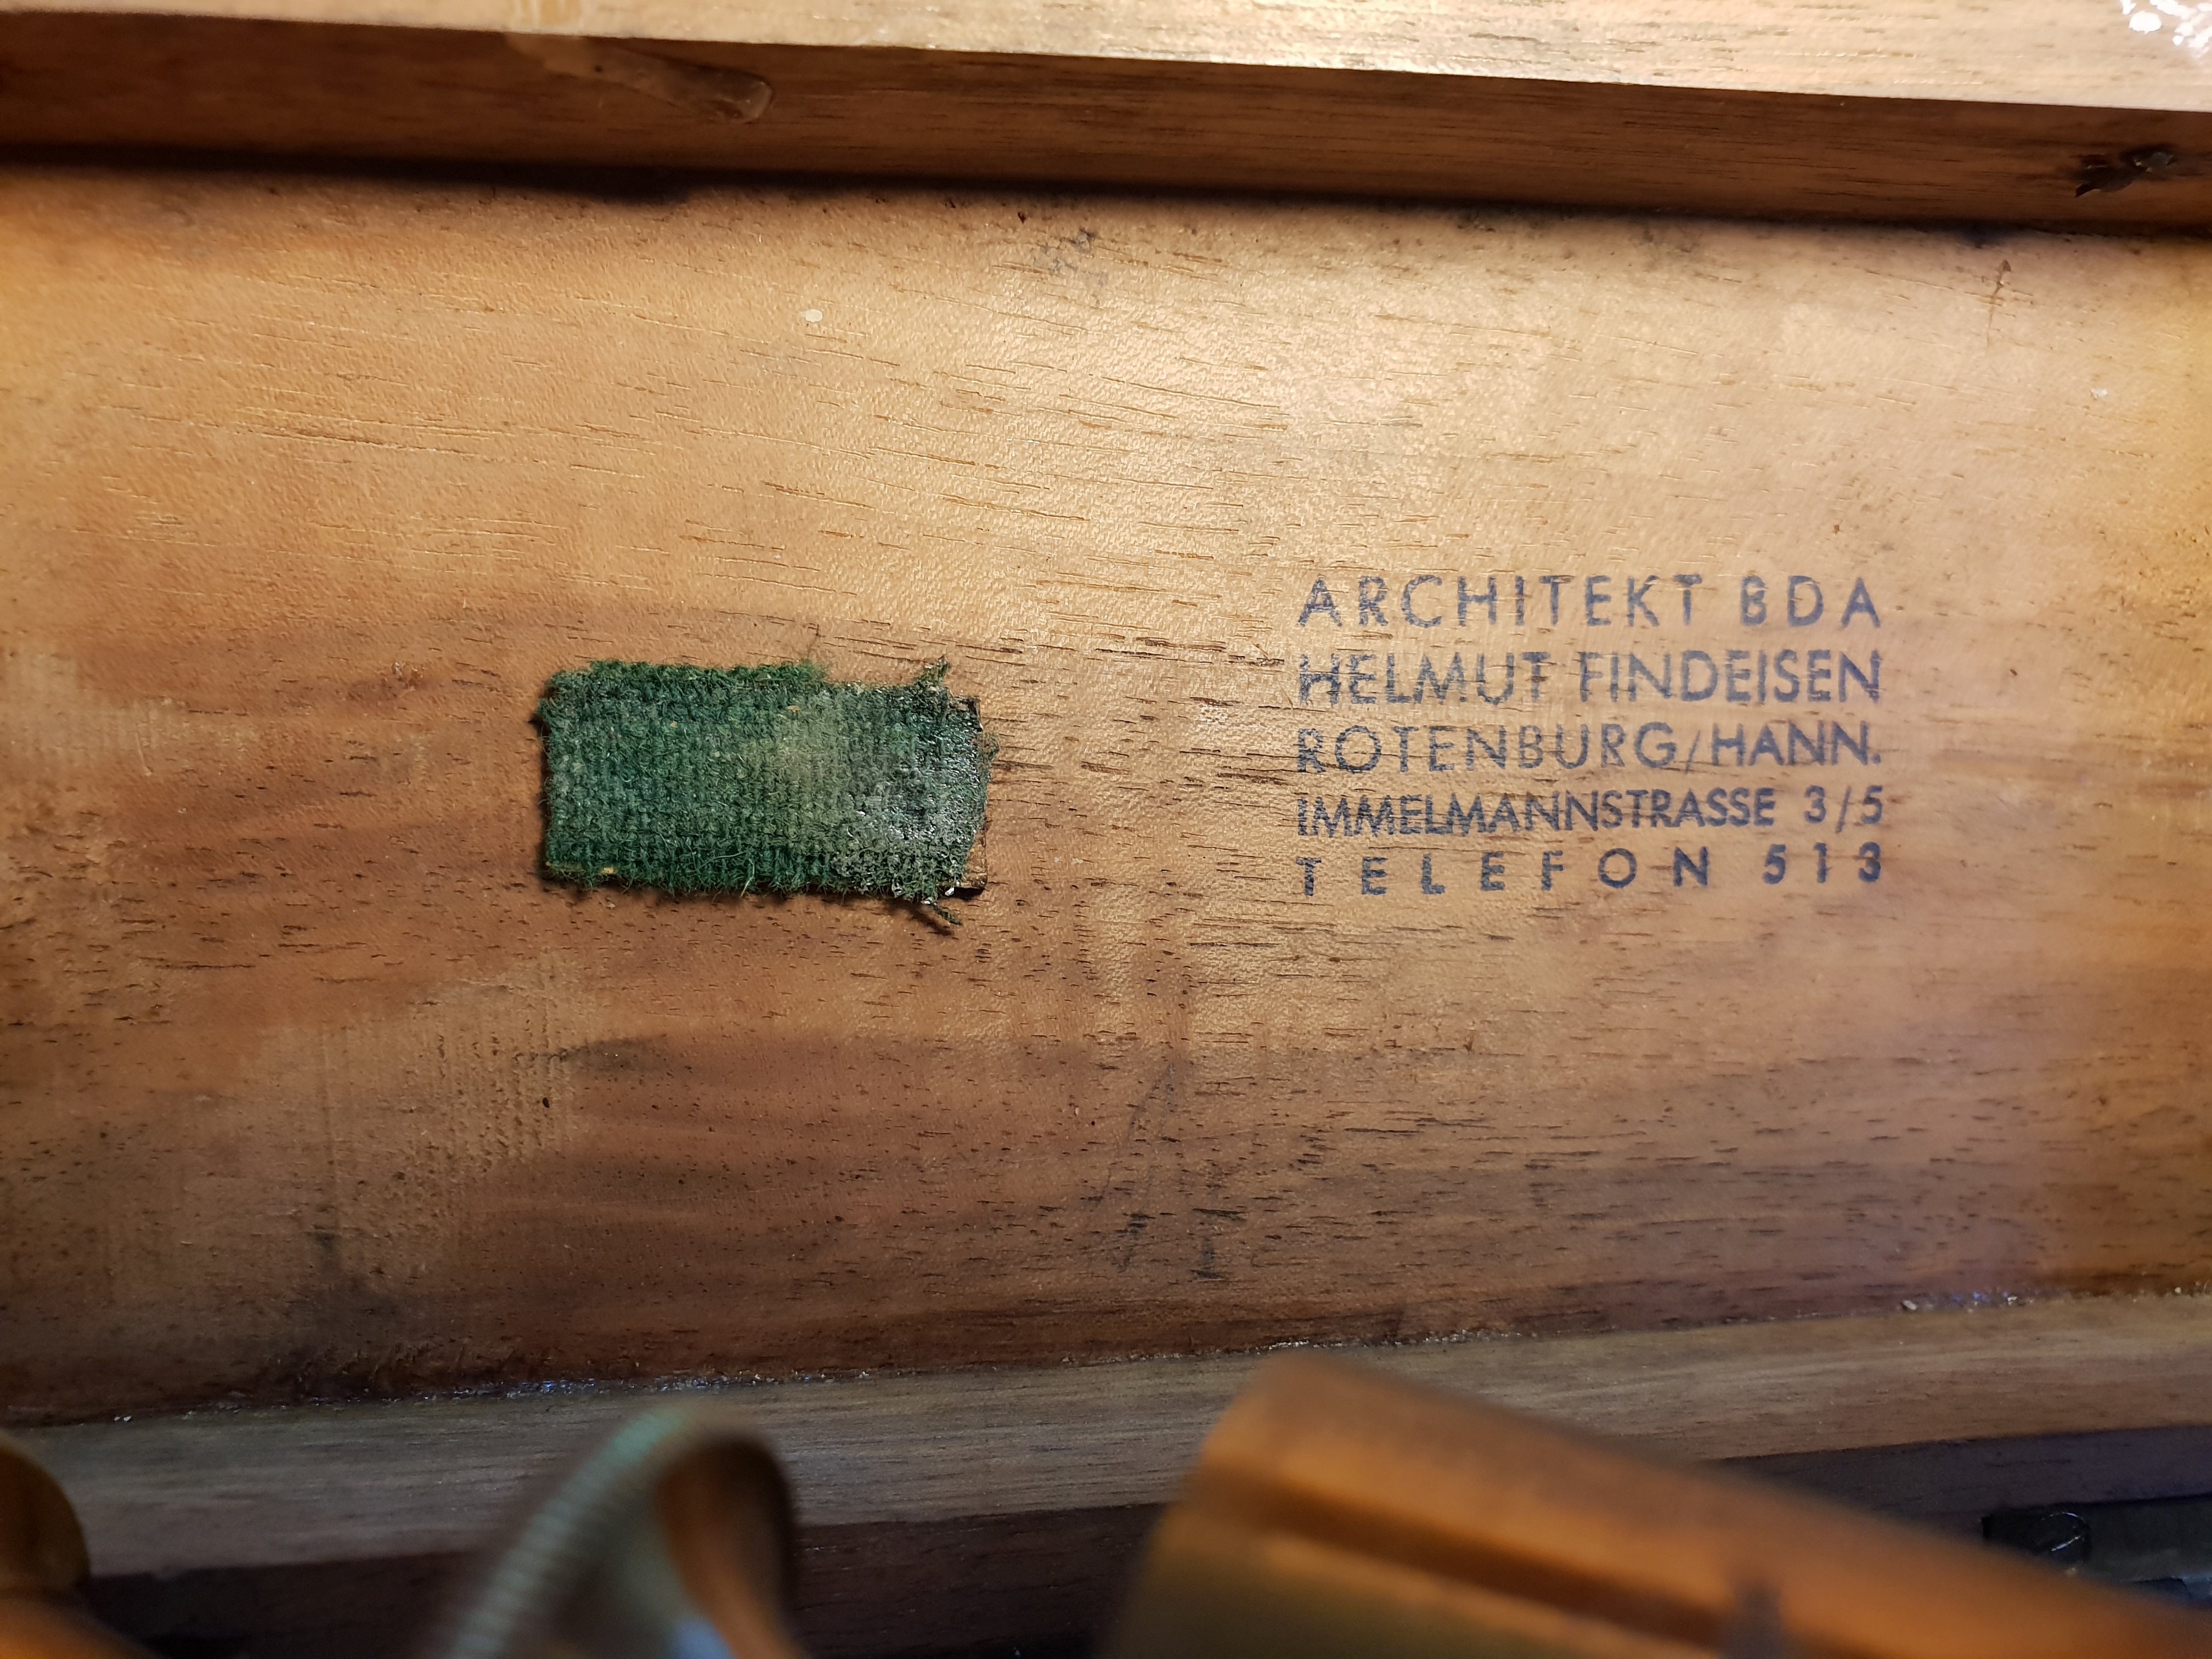 ARCHITEKT BDA
HELMUT FINDEISEN
ROTENBURG/HANN.
IMMELMANNSTRASSE 3/5
TELEFON 513